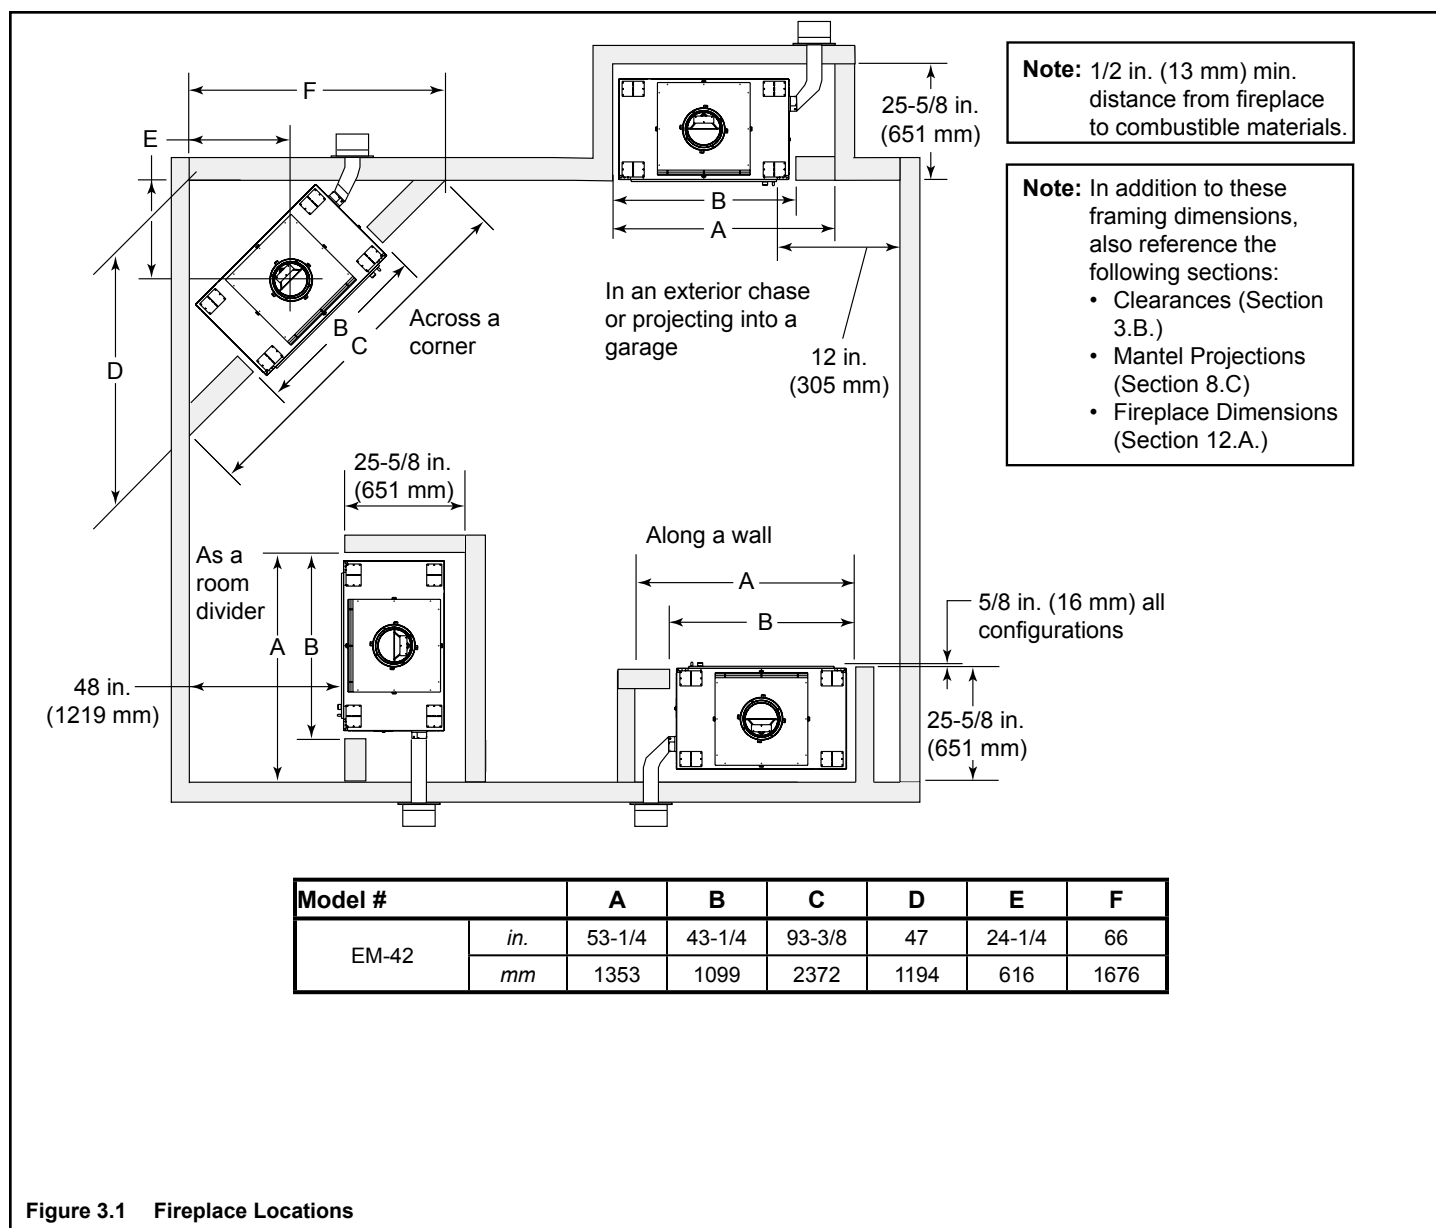 F
E
D
B
C
Across a
corner
25-5/8 in.
(651 mm)
B
A
In an exterior chase
or projecting into a
garage
12 in.
(305 mm)
Note: 1/2 in. (13 mm) min.
distance from fireplace
to combustible materials.
Note: In addition to these
framing dimensions,
also reference the
following sections:
• Clearances (Section
3.B.)
• Mantel Projections
(Section 8.C)
• Fireplace Dimensions
(Section 12.A.)
25-5/8 in.
(651 mm)
As a
room
divider
A
B
48 in.
(1219 mm)
Along a wall
A
B
5/8 in. (16 mm) all
configurations
25-5/8 in.
(651 mm)
Model # A B C D E F
EM-42 in. 53-1/4 43-1/4 93-3/8 47 24-1/4 66
mm 1353 1099 2372 1194 616 1676
Figure 3.1 Fireplace Locations